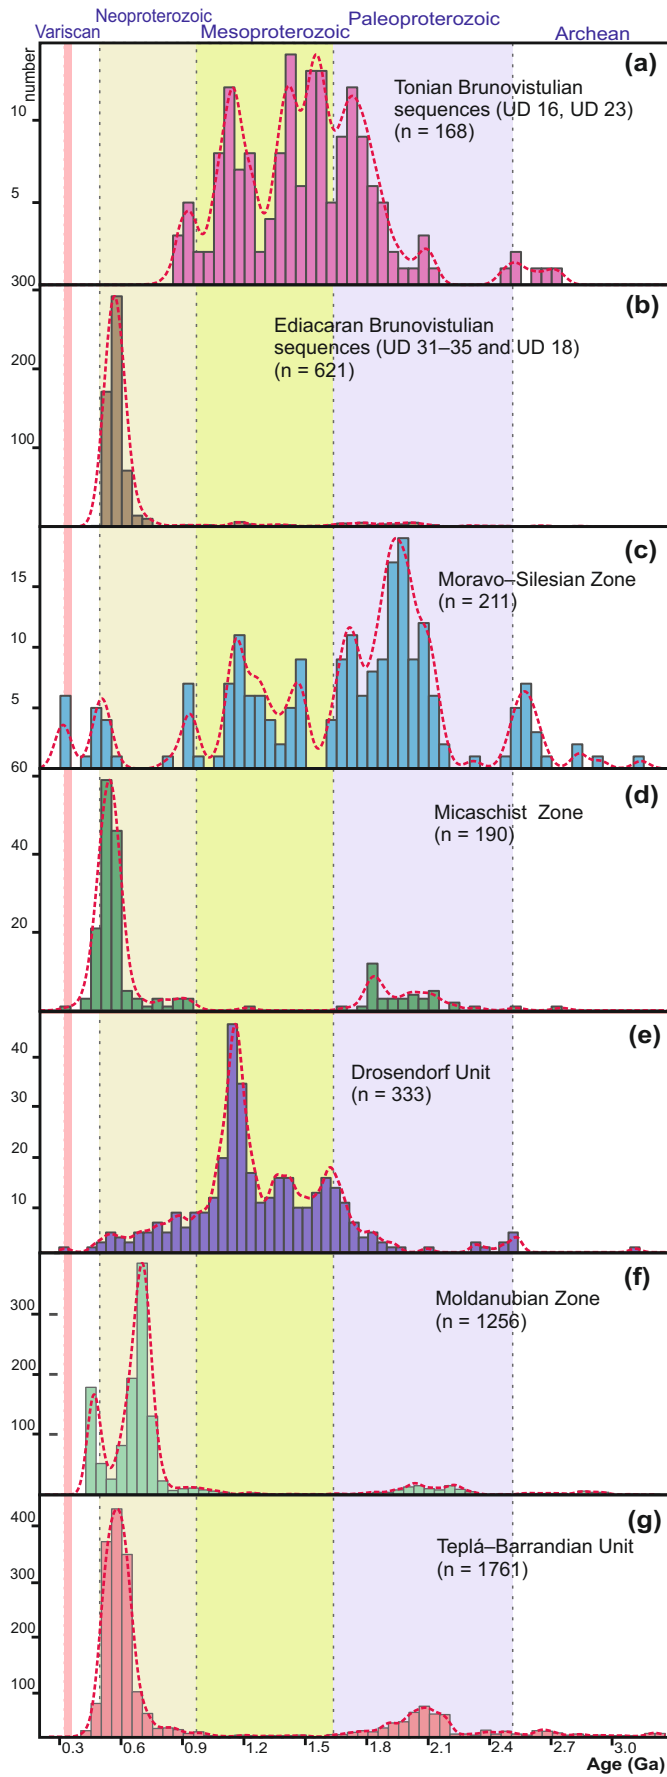 Neoproterozoic
Paleoproterozoic
Variscan
Mesoproterozoic
Archean
number
(a)
Tonian Brunovistulian
sequences (UD 16, UD 23)
(n = 168)
10
5
300
(b)
Ediacaran Brunovistulian
sequences (UD 31–35 and UD 18)
(n = 621)
200
100
(c)
Moravo–Silesian Zone
(n = 211)
15
10
5
60
(d)
Micaschist Zone
(n = 190)
40
20
(e)
Drosendorf Unit
(n = 333)
40
30
20
10
(f)
Moldanubian Zone
(n = 1256)
300
200
100
(g)
Teplá–Barrandian Unit
(n = 1761)
400
300
200
100
0.3 0.6 0.9 1.2 1.5 1.8 2.1 2.4 2.7 3.0
Age (Ga)